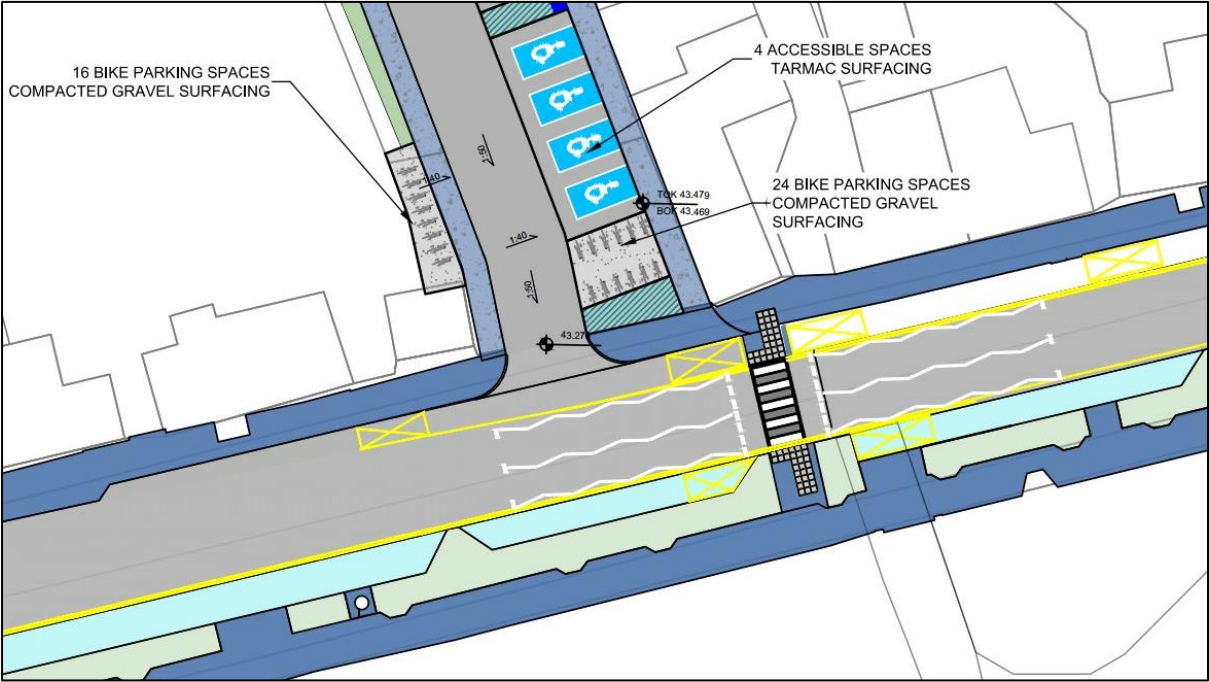 16 BIKE PARKING SPACES
COMPACTED GRAVEL SURFACING
4 ACCESSIBLE SPACES
TARMAC SURFACING
1:50
1:40
TOK 43.479
BOK 43.469
24 BIKE PARKING SPACES
COMPACTED GRAVEL
SURFACING
1:40
1:50
43.27